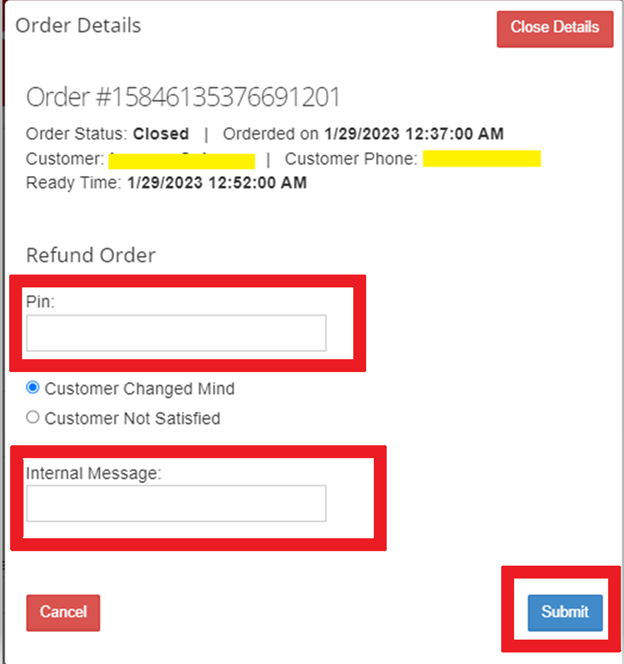 Order Details
Close Details
Order #15846135376691201
Order Status: Closed | Orderded on 1/29/2023 12:37:00 AM
Customer: | Customer Phone:
Ready Time: 1/29/2023 12:52:00 AM
Refund Order
Pin:
Customer Changed Mind
Customer Not Satisfied
Internal Message:
Cancel
Submit